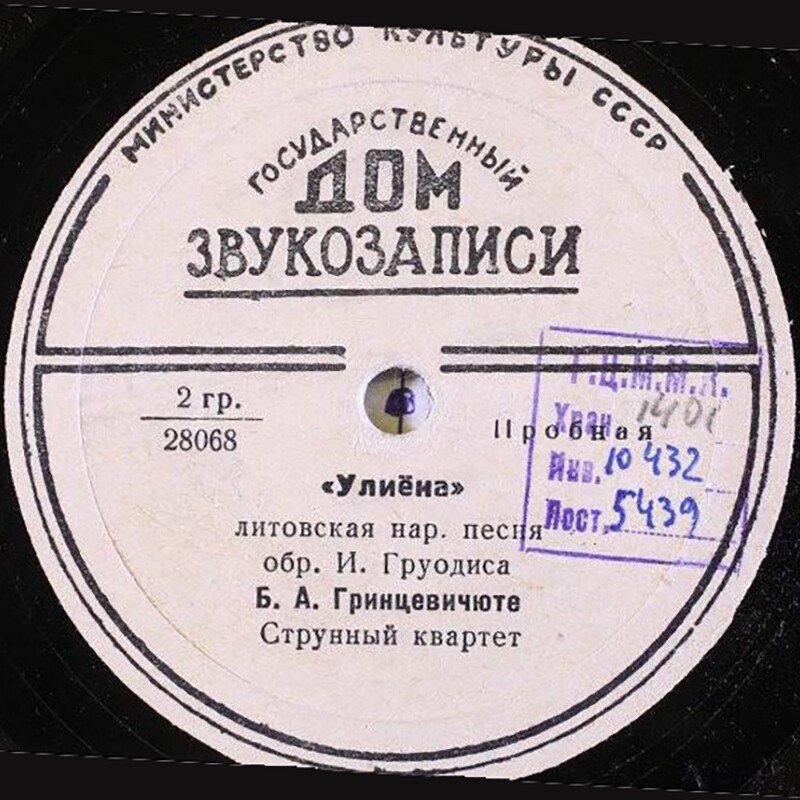 МИНИСТЕРСТВО КУЛЬТУРЫ СССР
ГОСУДАРСТВЕННЫЙ
ДОМ
ЗВУКОЗАПИСИ
2 гр.
28068
Пробная
Г.Ц.М.М.К.
Хран. 1401
Инв. 10432
Пост. 5439
«Улиёна»
литовская нар. песня
обр. И. Груодиса
Б. А. Гринцевичюте
Струнный квартет